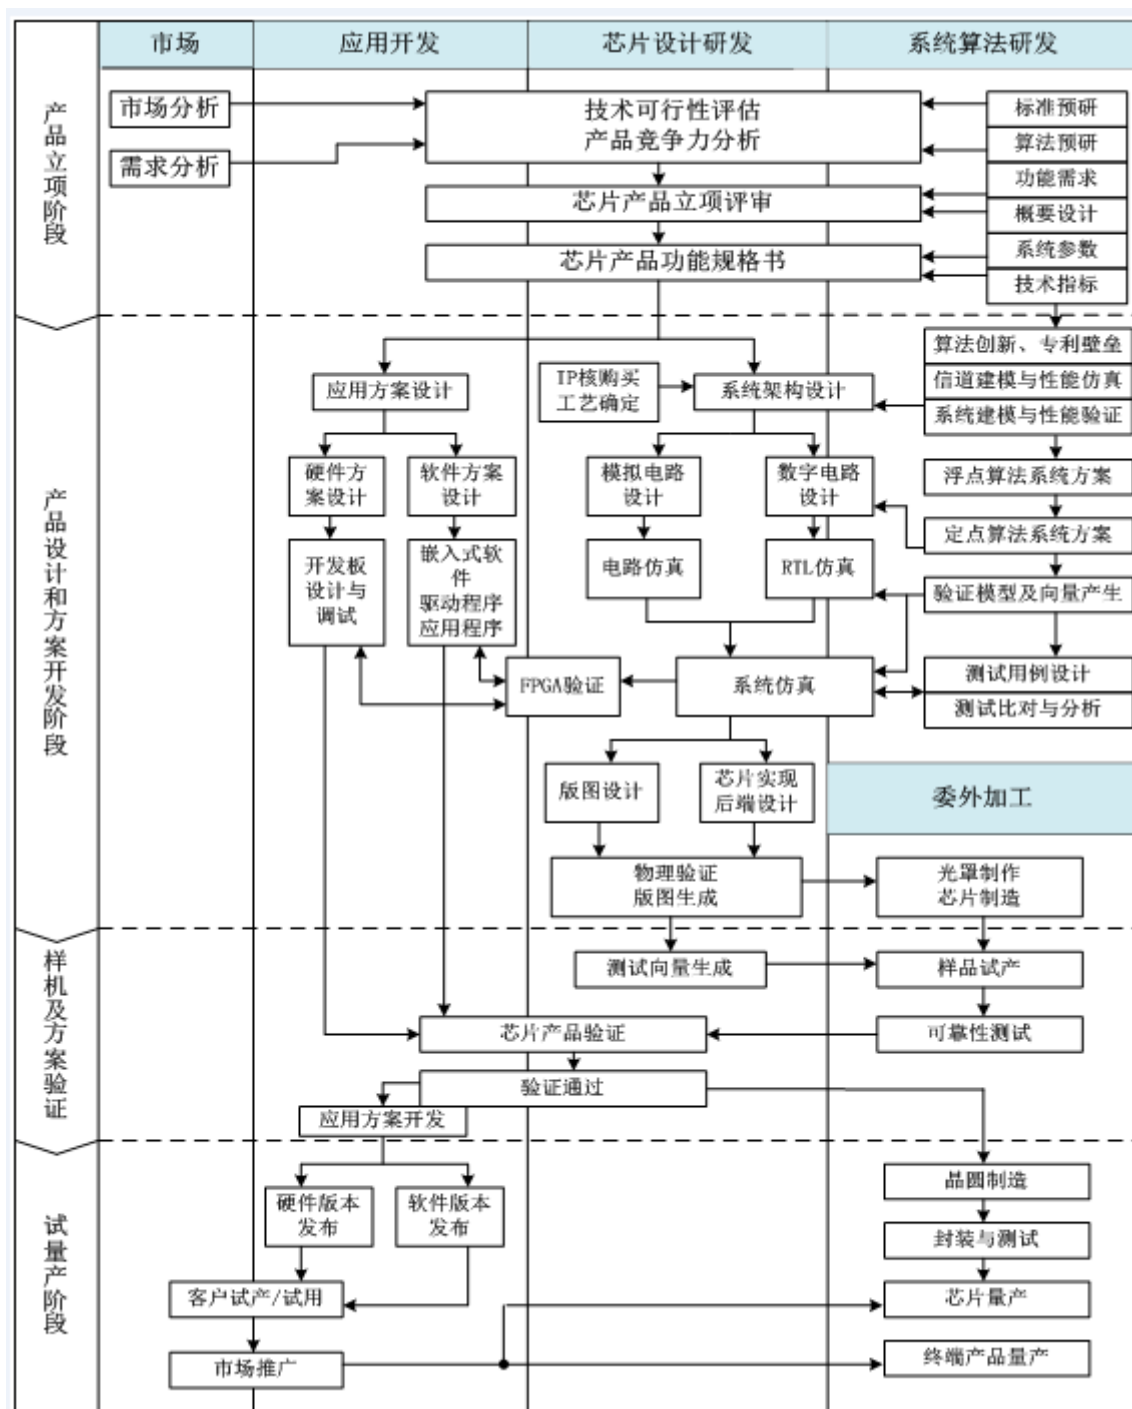 市场
应用开发
芯片设计研发
系统算法研发
产品立项阶段
市场分析
需求分析
技术可行性评估
产品竞争力分析
标准预研
算法预研
功能需求
概要设计
系统参数
技术指标
芯片产品立项评审
芯片产品功能规格书
产品设计和方案开发阶段
算法创新、专利壁垒
信道建模与性能仿真
系统建模与性能验证
应用方案设计
IP核购买
工艺确定
系统架构设计
硬件方
案设计
软件方案
设计
模拟电路
设计
数字电路
设计
浮点算法系统方案
定点算法系统方案
开发板
设计与
调试
嵌入式软
件
驱动程序
应用程序
电路仿真
RTL仿真
验证模型及向量产生
FPGA验证
系统仿真
测试用例设计
测试比对与分析
版图设计
芯片实现
后端设计
委外加工
物理验证
版图生成
光罩制作
芯片制造
样机及方案验证
测试向量生成
样品试产
芯片产品验证
可靠性测试
验证通过
应用方案开发
试量产阶段
硬件版本
发布
软件版本
发布
晶圆制造
封装与测试
客户试产/试用
芯片量产
市场推广
终端产品量产